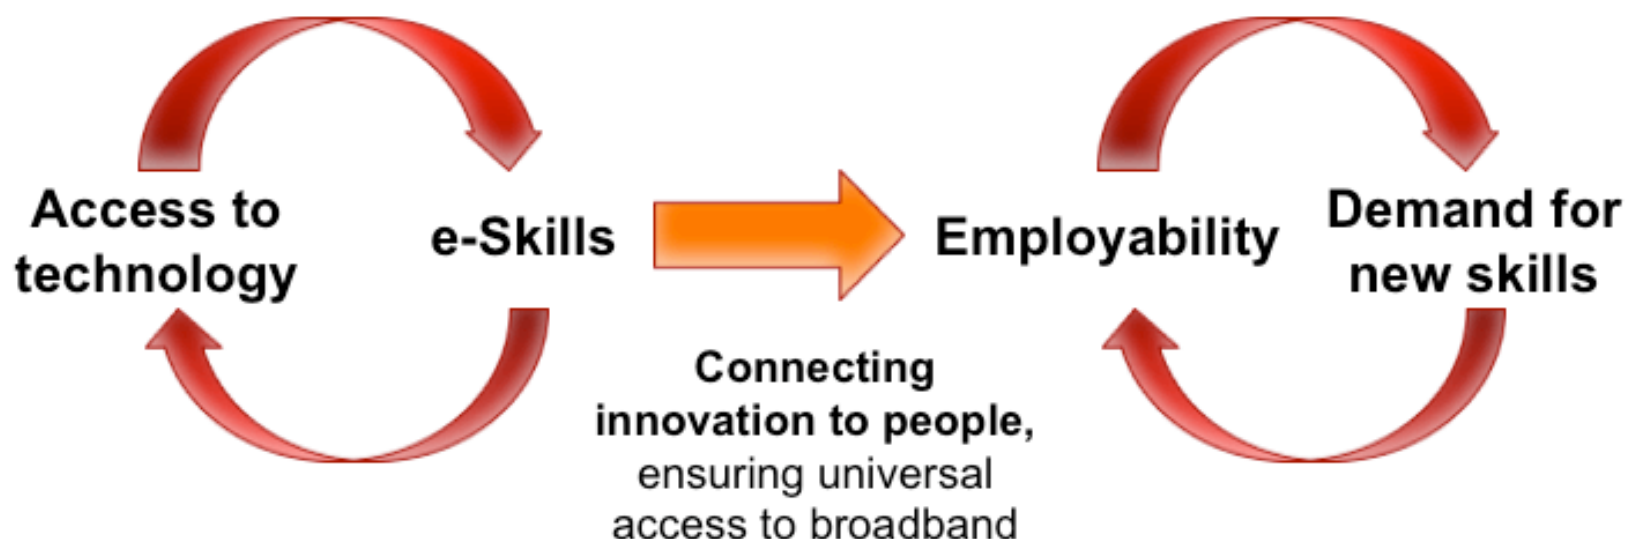 Access to
technology
e-Skills
Employability
Demand for
new skills
Connecting
innovation to people,
ensuring universal
access to broadband